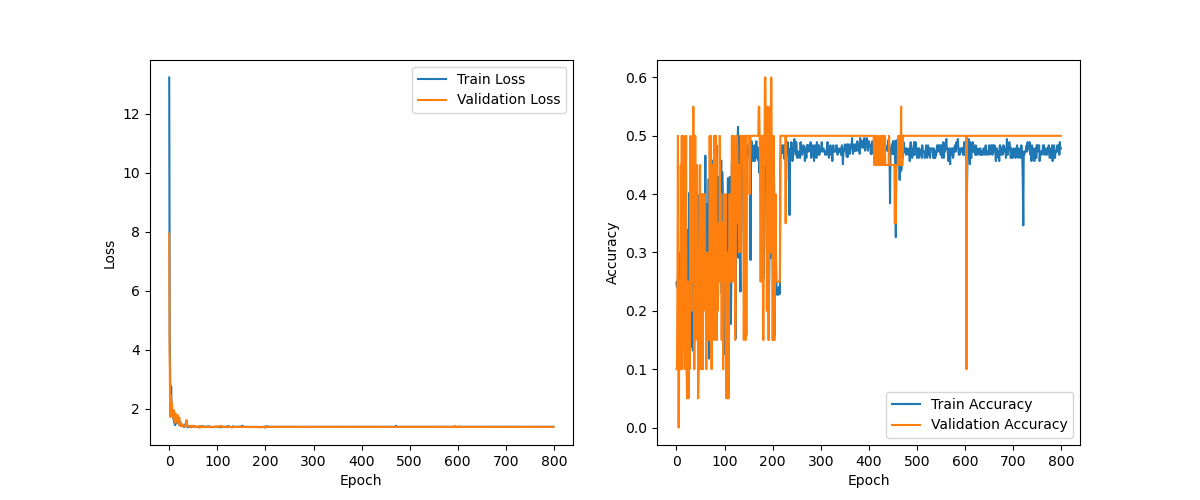 Train Loss
Validation Loss
12
10
8
6
4
2
Loss
0 100 200 300 400 500 600 700 800
Epoch
0.6
0.5
0.4
0.3
0.2
0.1
0.0
Accuracy
Train Accuracy
Validation Accuracy
0 100 200 300 400 500 600 700 800
Epoch